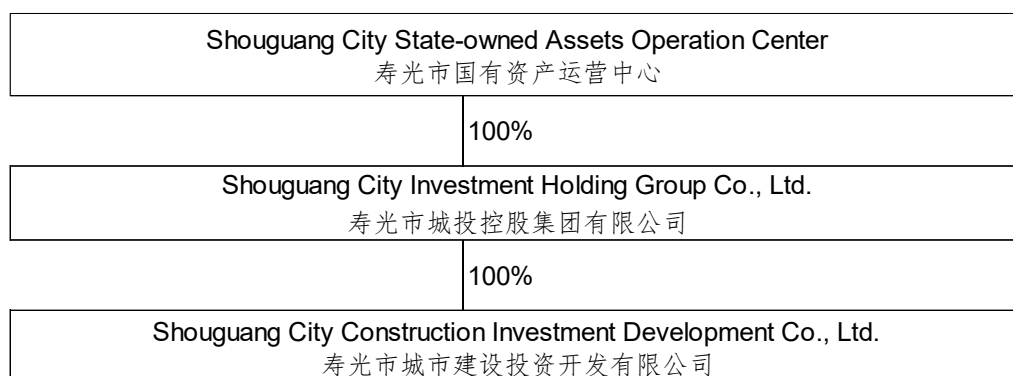 Shouguang City State-owned Assets Operation Center
寿光市国有资产运营中心
100%
Shouguang City Investment Holding Group Co., Ltd.
寿光市城投控股集团有限公司
100%
Shouguang City Construction Investment Development Co., Ltd.
寿光市城市建设投资开发有限公司